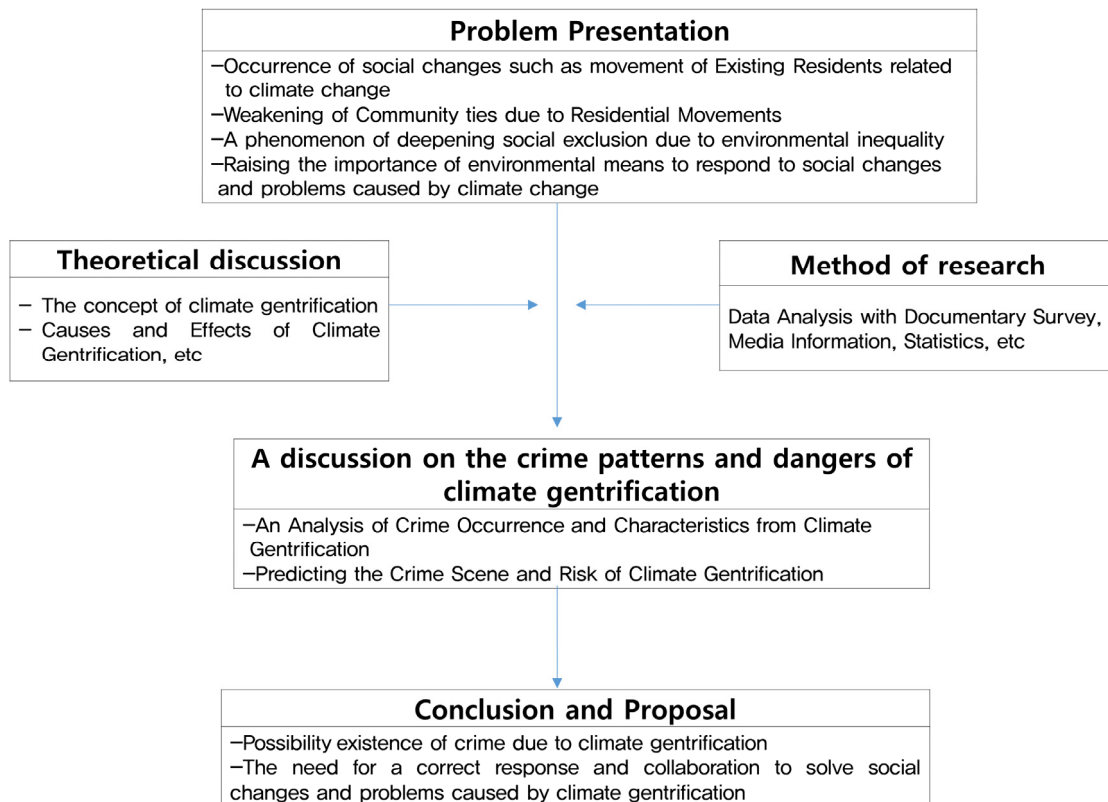 Problem Presentation
–Occurrence of social changes such as movement of Existing Residents related
to climate change
–Weakening of Community ties due to Residential Movements
–A phenomenon of deepening social exclusion due to environmental inequality
–Raising the importance of environmental means to respond to social changes
and problems caused by climate change
Theoretical discussion
– The concept of climate gentrification
– Causes and Effects of Climate
Gentrification, etc
Method of research
Data Analysis with Documentary Survey,
Media Information, Statistics, etc
A discussion on the crime patterns and dangers of
climate gentrification
–An Analysis of Crime Occurrence and Characteristics from Climate
Gentrification
–Predicting the Crime Scene and Risk of Climate Gentrification
Conclusion and Proposal
–Possibility existence of crime due to climate gentrification
–The need for a correct response and collaboration to solve social
changes and problems caused by climate gentrification